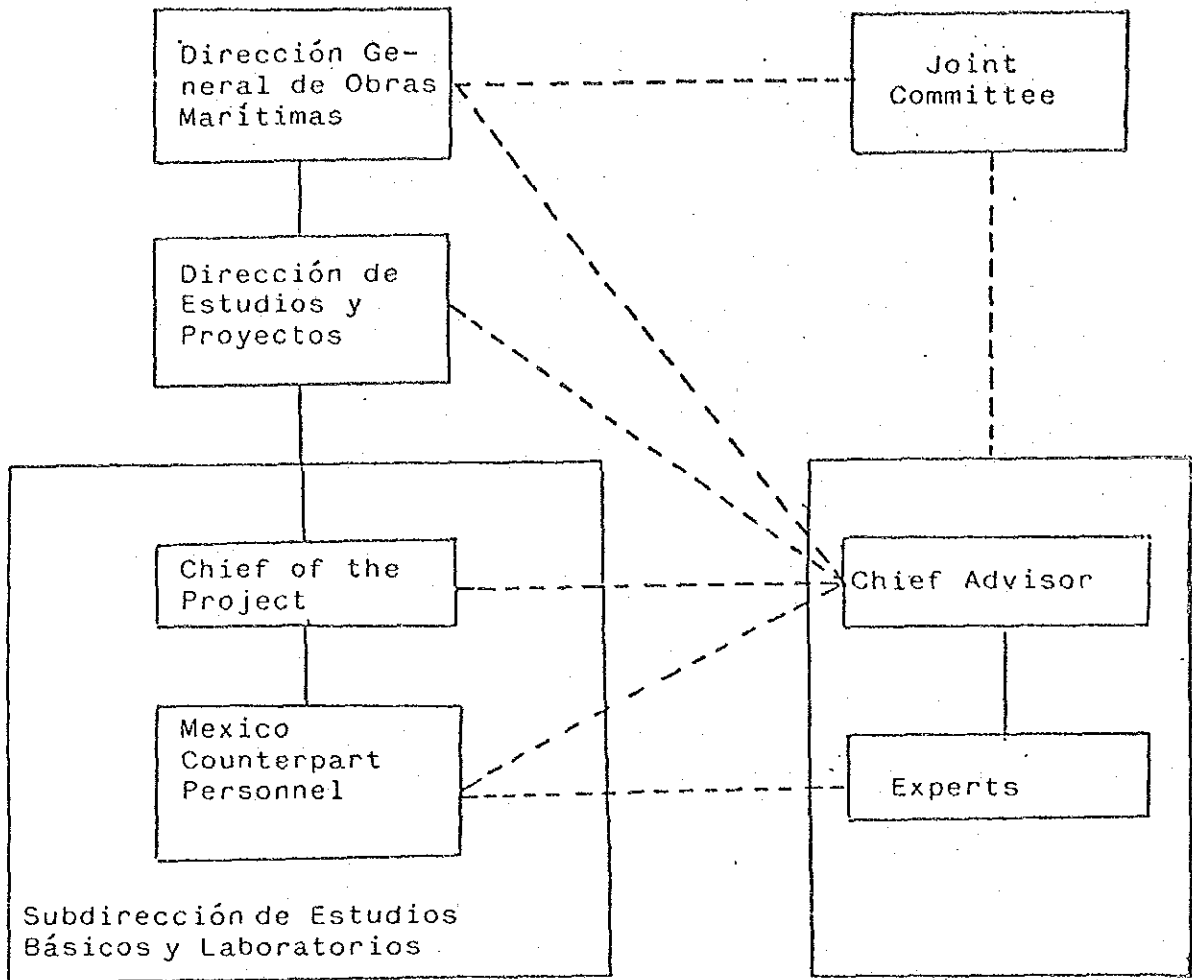 Dirección Ge-
neral de Obras
Marítimas
Joint
Committee
Dirección de
Estudios y
Proyectos
Chief of the
Project
Chief Advisor
Mexico
Counterpart
Personnel
Experts
Subdirección de Estudios
Básicos y Laboratorios